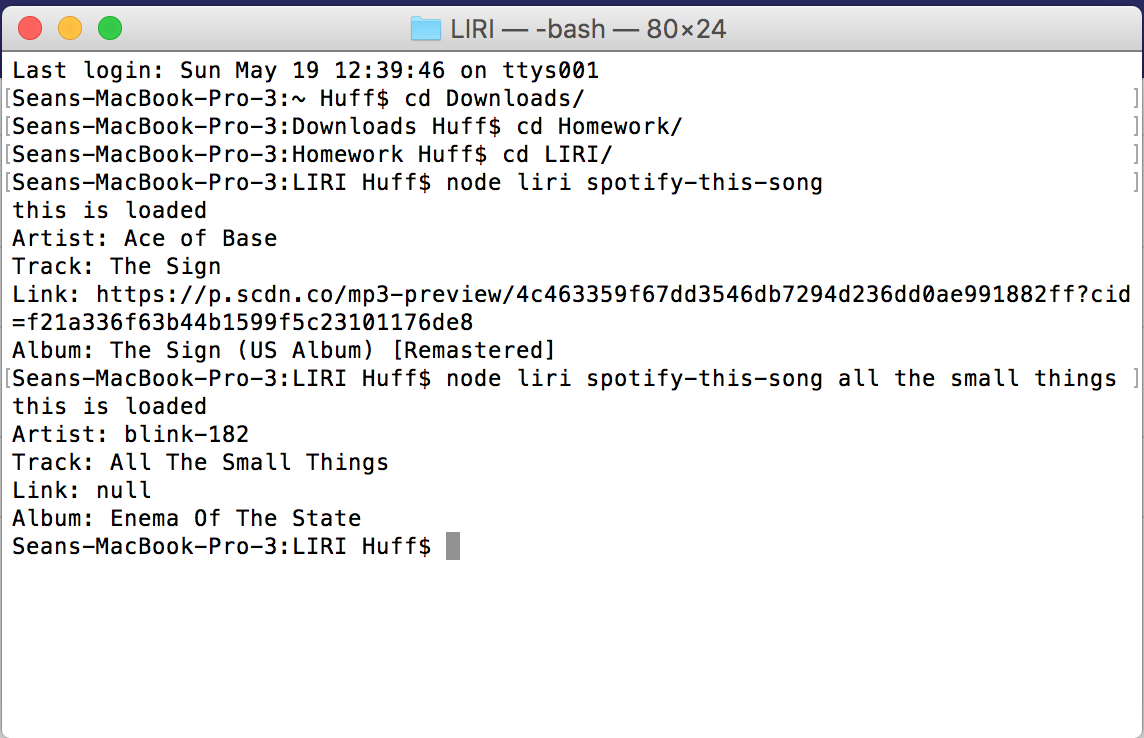 LIRI — -bash — 80×24
Last login: Sun May 19 12:39:46 on ttys001
[Seans-MacBook-Pro-3:~ Huff$ cd Downloads/ ]
[Seans-MacBook-Pro-3:Downloads Huff$ cd Homework/ ]
[Seans-MacBook-Pro-3:Homework Huff$ cd LIRI/ ]
[Seans-MacBook-Pro-3:LIRI Huff$ node liri spotify-this-song ]
this is loaded
Artist: Ace of Base
Track: The Sign
Link: https://p.scdn.co/mp3-preview/4c463359f67dd3546db7294d236dd0ae991882ff?cid
=f21a336f63b44b1599f5c23101176de8
Album: The Sign (US Album) [Remastered]
[Seans-MacBook-Pro-3:LIRI Huff$ node liri spotify-this-song all the small things ]
this is loaded
Artist: blink-182
Track: All The Small Things
Link: null
Album: Enema Of The State
Seans-MacBook-Pro-3:LIRI Huff$